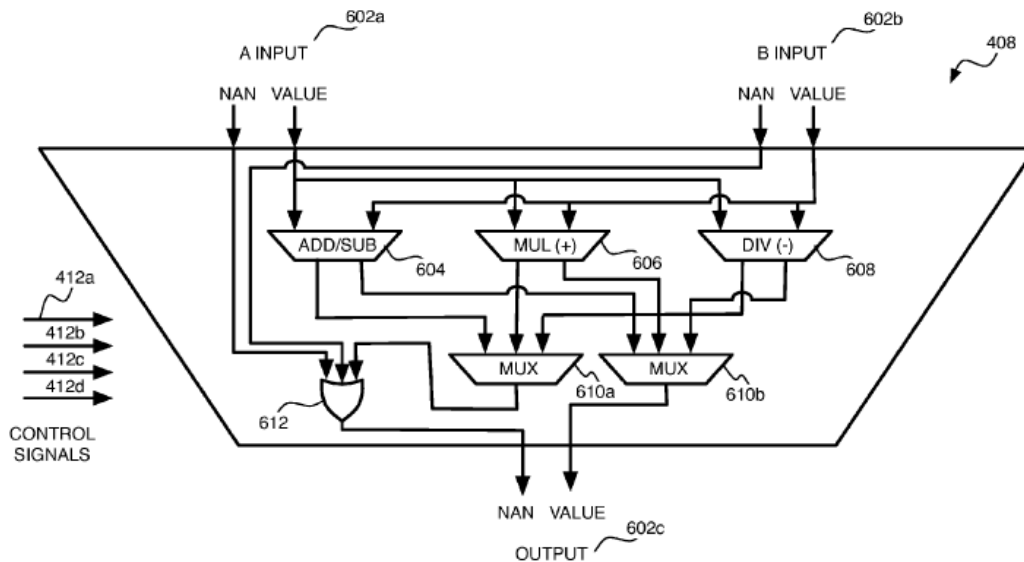 602a
602b
A INPUT
B INPUT
408
NAN VALUE
NAN VALUE
ADD/SUB
604
MUL (+)
606
DIV (-)
608
412a
412b
412c
412d
CONTROL
SIGNALS
MUX
610a
MUX
610b
612
NAN VALUE
602c
OUTPUT